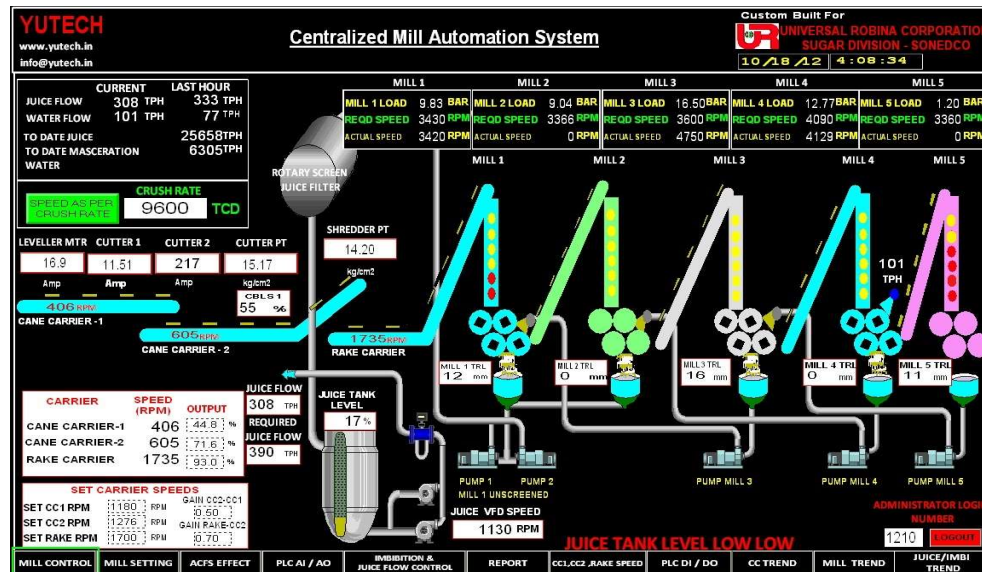 YUTECH
www.yutech.in
info@yutech.in
Centralized Mill Automation System
Custom Built For
UNIVERSAL ROBINA CORPORATION
SUGAR DIVISION - SONEDCO
10/18/12 4:08:34
CURRENT LAST HOUR
JUICE FLOW 308 TPH 333 TPH
WATER FLOW 101 TPH 77 TPH
TO DATE JUICE 25658TPH
TO DATE MASCERATION WATER 6305TPH
SPEED AS PER CRUSH RATE
CRUSH RATE
9600 TCD
MILL 1 MILL 2 MILL 3 MILL 4 MILL 5
MILL 1 LOAD 9.83 BAR MILL 2 LOAD 9.04 BAR MILL 3 LOAD 16.50 BAR MILL 4 LOAD 12.77 BAR MILL 5 LOAD 1.20 BAR
REQD SPEED 3430 RPM REQD SPEED 3366 RPM REQD SPEED 3600 RPM REQD SPEED 4090 RPM REQD SPEED 3360 RPM
ACTUAL SPEED 3420 RPM ACTUAL SPEED 0 RPM ACTUAL SPEED 4750 RPM ACTUAL SPEED 4129 RPM ACTUAL SPEED 0 RPM
MILL 1 MILL 2 MILL 3 MILL 4 MILL 5
ROTARY SCREEN
JUICE FILTER
LEVELLER MTR CUTTER 1 CUTTER 2 CUTTER PT SHREDDER PT
16.9 11.51 217 15.17 14.20
Amp Amp Amp kg/cm2 kg/cm2
CBLS 1
55 %
101
TPH
406 RPM
CANE CARRIER -1
605 RPM
CANE CARRIER - 2
1735 RPM
RAKE CARRIER
MILL 1 TRL
12 mm
MILL 2 TRL
0 mm
MILL 3 TRL
16 mm
MILL 4 TRL
0 mm
MILL 5 TRL
11 mm
CARRIER SPEED (RPM) OUTPUT
CANE CARRIER-1 406 44.8 %
CANE CARRIER-2 605 71.6 %
RAKE CARRIER 1735 93.0 %
JUICE FLOW
308 TPH
REQUIRED
JUICE FLOW
390 TPH
JUICE TANK
LEVEL
17 %
PUMP 1 PUMP 2 PUMP MILL 3 PUMP MILL 4 PUMP MILL 5
MILL 1 UNSCREENED
SET CARRIER SPEEDS
SET CC1 RPM 1180 RPM GAIN CC2-CC1 0.50
SET CC2 RPM 1276 RPM GAIN RAKE-CC2
SET RAKE RPM 1700 RPM 0.70
JUICE VFD SPEED
1130 RPM
JUICE TANK LEVEL LOW LOW
ADMINISTRATOR LOGIN
NUMBER
1210 LOGOUT
MILL CONTROL MILL SETTING ACFS EFFECT PLC AI / AO IMBIBITION & JUICE FLOW CONTROL REPORT CC1,CC2 ,RAKE SPEED PLC DI / DO CC TREND MILL TREND JUICE/IMBI TREND